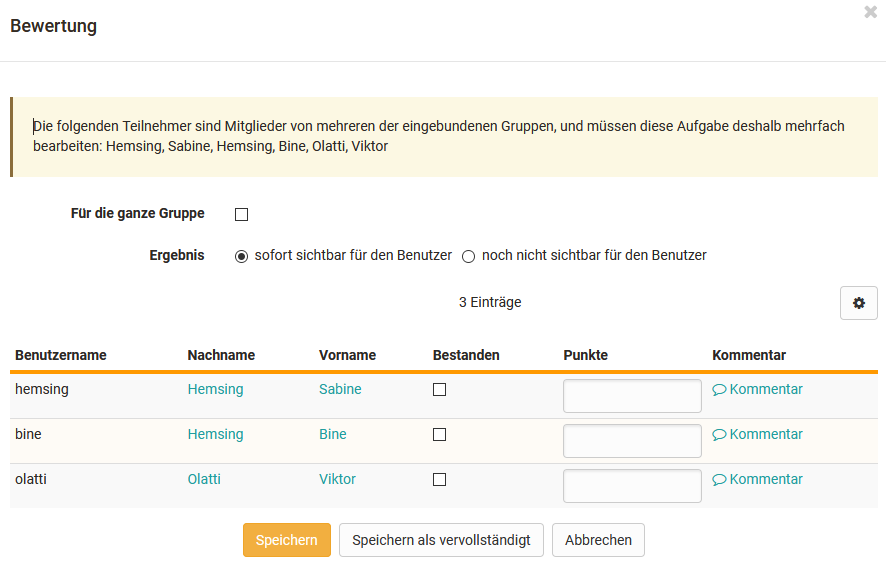 Bewertung
Die folgenden Teilnehmer sind Mitglieder von mehreren der eingebundenen Gruppen, und müssen diese Aufgabe deshalb mehrfach
bearbeiten: Hemsing, Sabine, Hemsing, Bine, Olatti, Viktor
Für die ganze Gruppe
Ergebnis sofort sichtbar für den Benutzer noch nicht sichtbar für den Benutzer
3 Einträge
Benutzername Nachname Vorname Bestanden Punkte Kommentar
hemsing Hemsing Sabine Kommentar
bine Hemsing Bine Kommentar
olatti Olatti Viktor Kommentar
Speichern Speichern als vervollständigt Abbrechen